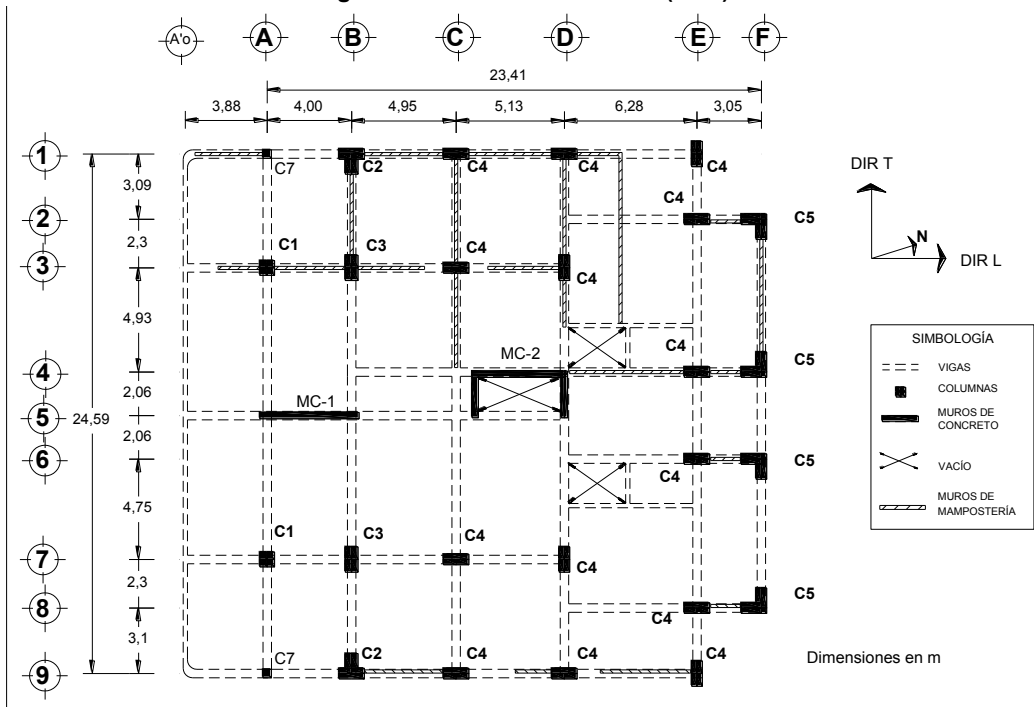 A'o A B C D E F
23,41
3,88 4,00 4,95 5,13 6,28 3,05
1
C7 C2 C4 C4 C4
3,09
DIR T
C4
2
C5
2,3
C1 C3 C4
N
3
DIR L
C4
4,93
SIMBOLOGÍA
MC-2 C4
VIGAS
4
C5
COLUMNAS
2,06
MC-1
MUROS DE
CONCRETO
24,59
5
2,06
6
C5
VACÍO
C4
4,75
MUROS DE
MAMPOSTERÍA
C1 C3 C4
7
C4
2,3
C5
8
C4
3,1
C7 C2 C4 C4 C4
Dimensiones en m
9